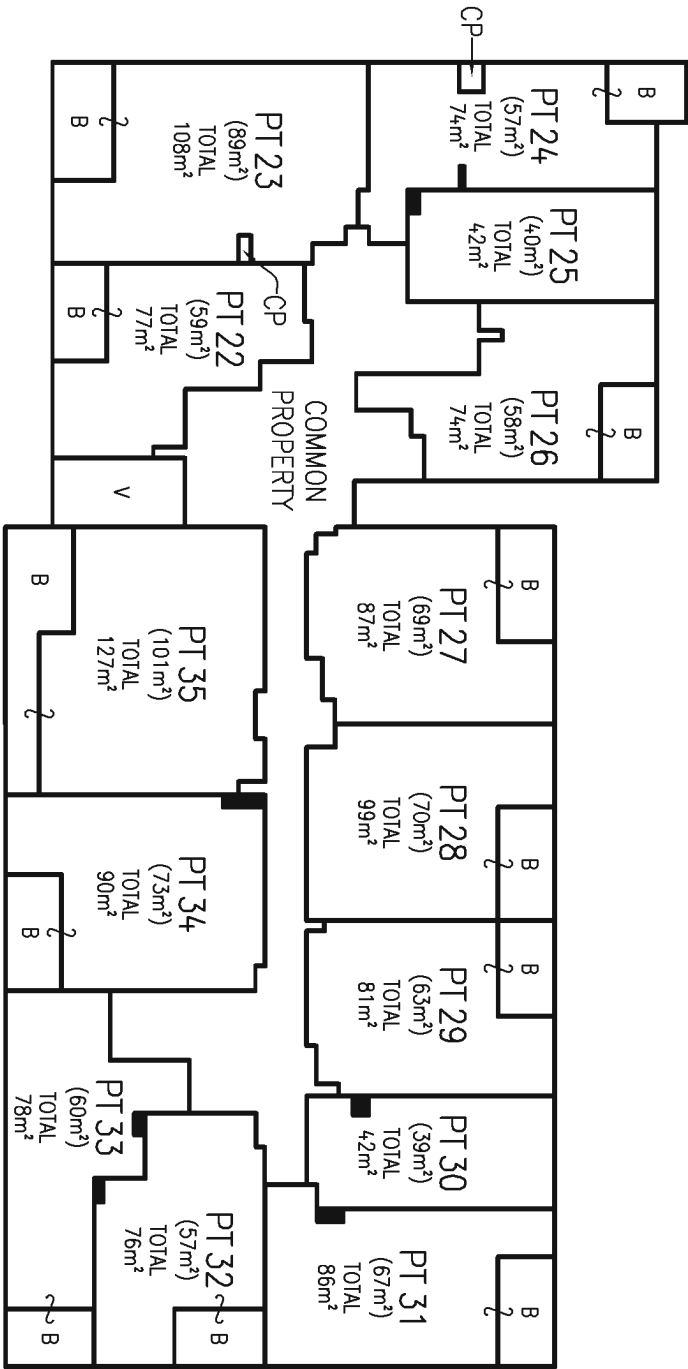 CP
B
PT 24
(57m²)
TOTAL
74m²
PT 25
(40m²)
TOTAL
42m²
PT 26
(58m²)
TOTAL
74m²
B
PT 23
(89m²)
TOTAL
108m²
B
CP
PT 22
(59m²)
TOTAL
77m²
B
COMMON
PROPERTY
V
PT 27
(69m²)
TOTAL
87m²
B
PT 28
(70m²)
TOTAL
99m²
B
PT 29
(63m²)
TOTAL
81m²
B
PT 30
(39m²)
TOTAL
42m²
PT 31
(67m²)
TOTAL
86m²
B
PT 35
(101m²)
TOTAL
127m²
B
PT 34
(73m²)
TOTAL
90m²
B
PT 33
(60m²)
TOTAL
78m²
B
PT 32
(57m²)
TOTAL
76m²
B